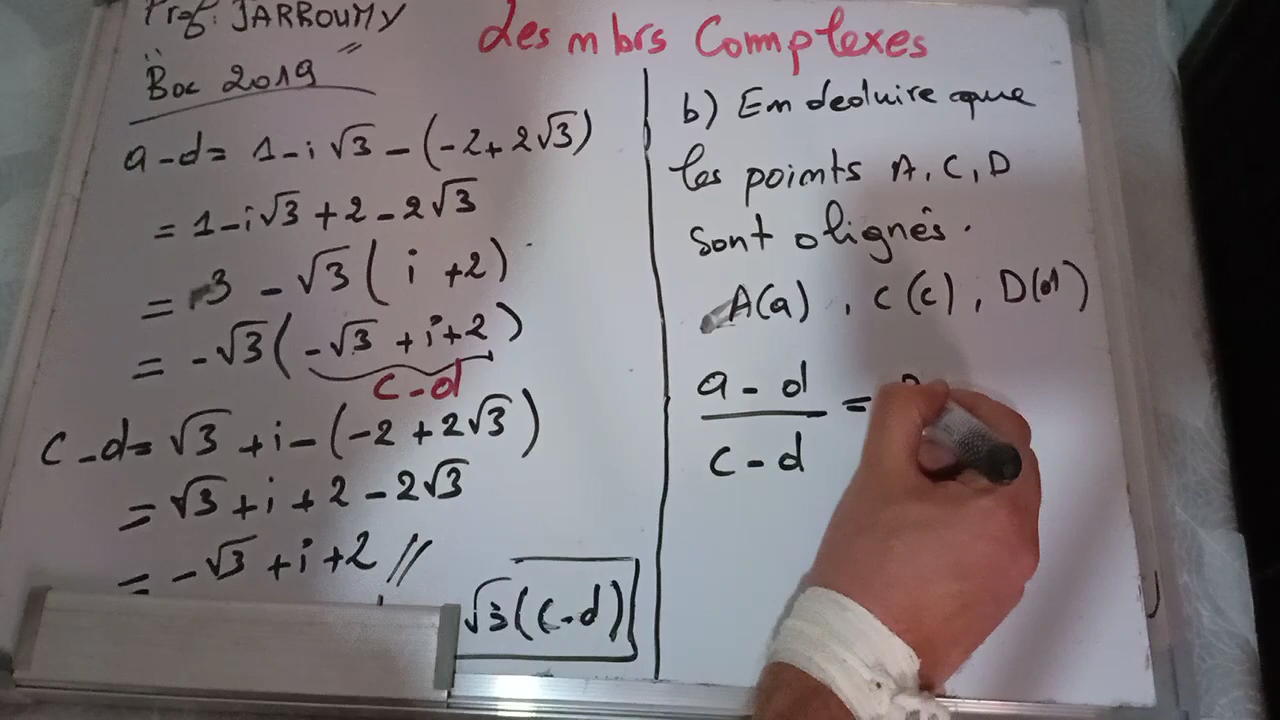 Prof: JARROUMY
Bac 2019
Les nbrs Complexes
a-d= 1-i√3-(-2+2√3)
= 1-i√3+2-2√3
= 3-√3(i+2)
= -√3(-√3+i+2)
c-d
c-d= √3+i-(-2+2√3)
= √3+i+2-2√3
= -√3+i+2 //
√3(c-d)
b) En deduire que
les points A, C, D
sont alignés.
A(a), C(c), D(d)
a-d
c-d
=